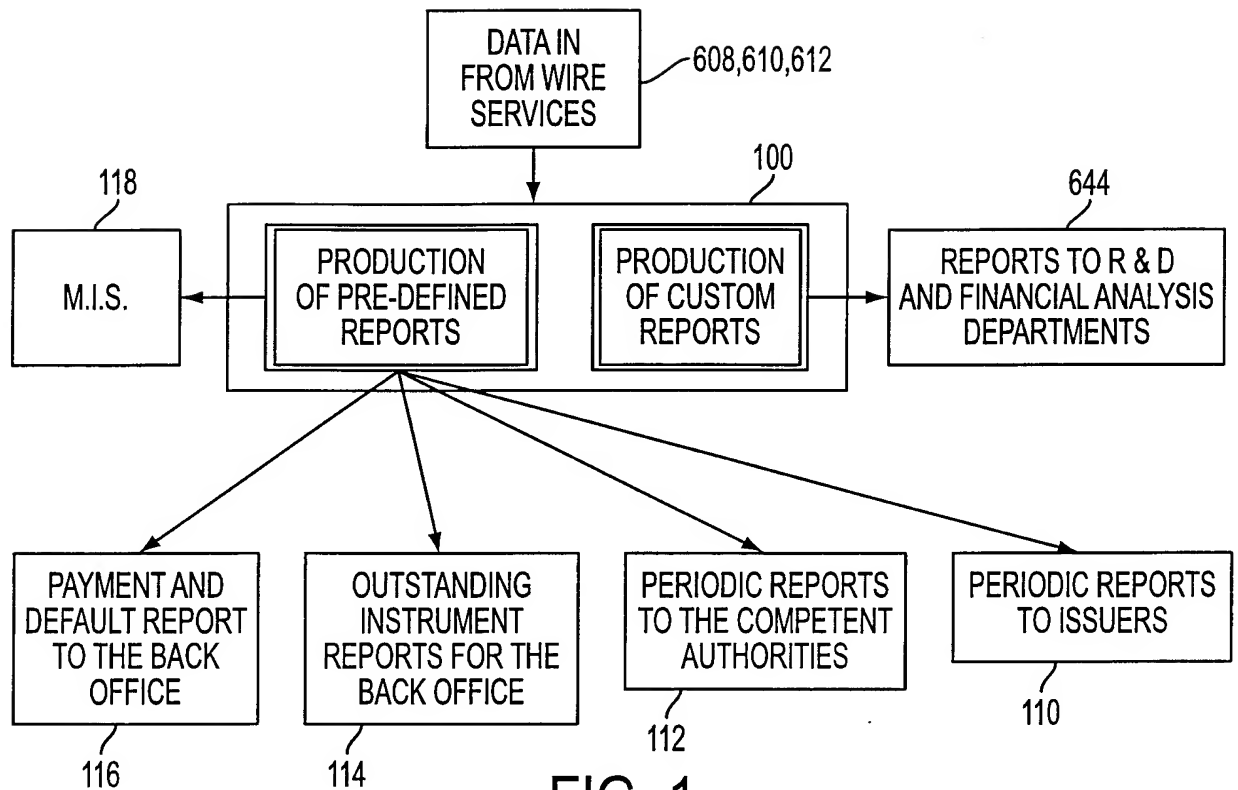 DATA IN
FROM WIRE
SERVICES
608,610,612
100
118
644
M.I.S.
PRODUCTION
OF PRE-DEFINED
REPORTS
PRODUCTION
OF CUSTOM
REPORTS
REPORTS TO R & D
AND FINANCIAL ANALYSIS
DEPARTMENTS
PAYMENT AND
DEFAULT REPORT
TO THE BACK
OFFICE
OUTSTANDING
INSTRUMENT
REPORTS FOR THE
BACK OFFICE
PERIODIC REPORTS
TO THE COMPETENT
AUTHORITIES
PERIODIC REPORTS
TO ISSUERS
116
114
112
110
FIG. 1